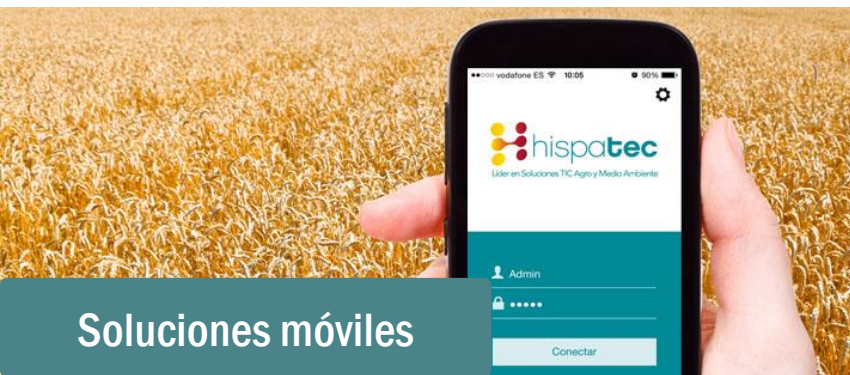 vodafone ES 10:05 90%
hispatec
Líder en Soluciones TIC Agro y Medio Ambiente
Admin
•••••
Conectar
Soluciones móviles